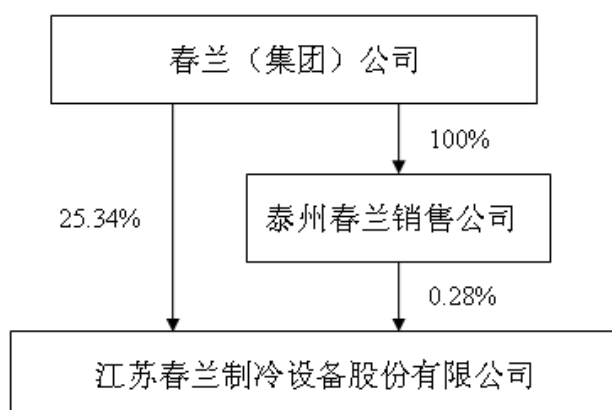 春兰（集团）公司
100%
25.34%
泰州春兰销售公司
0.28%
江苏春兰制冷设备股份有限公司